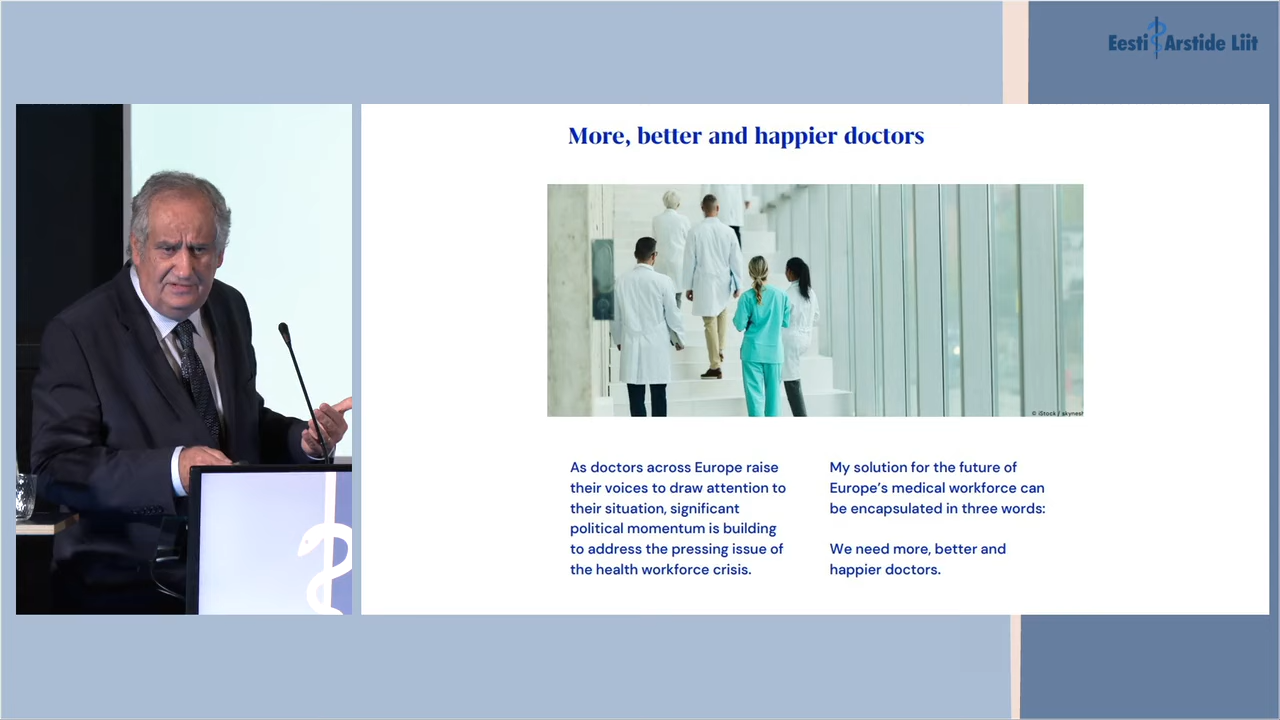 Eesti Arstide Liit
More, better and happier doctors
© iStock / skynesher
As doctors across Europe raise
their voices to draw attention to
their situation, significant
political momentum is building
to address the pressing issue of
the health workforce crisis.
My solution for the future of
Europe’s medical workforce can
be encapsulated in three words:
We need more, better and
happier doctors.